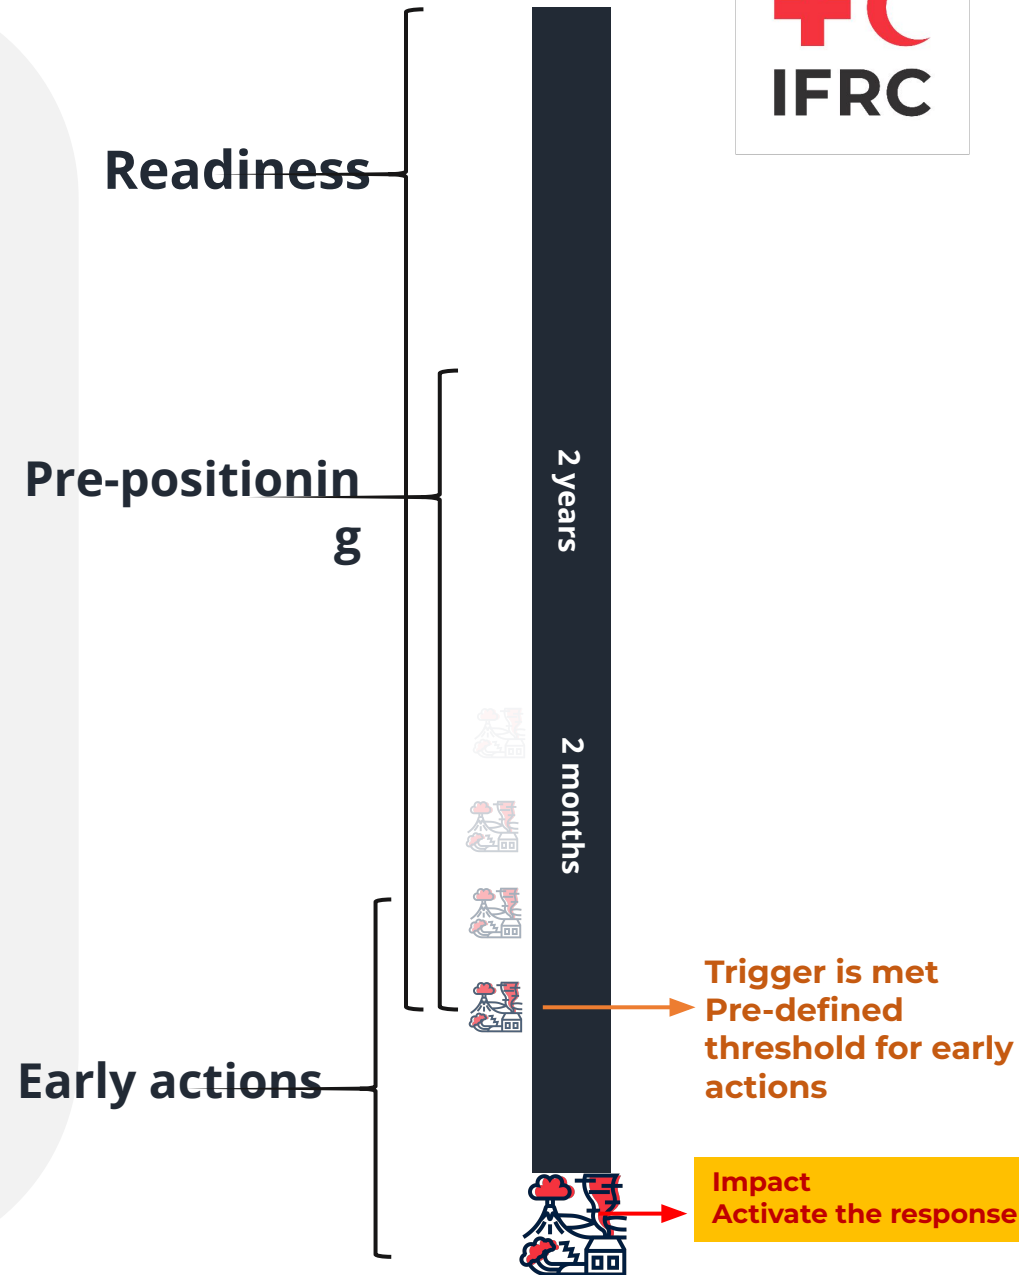 IFRC
Readiness
Pre-positionin
g
2 years
2 months
Trigger is met
Pre-defined
threshold for early
actions
Early actions
Impact
Activate the response